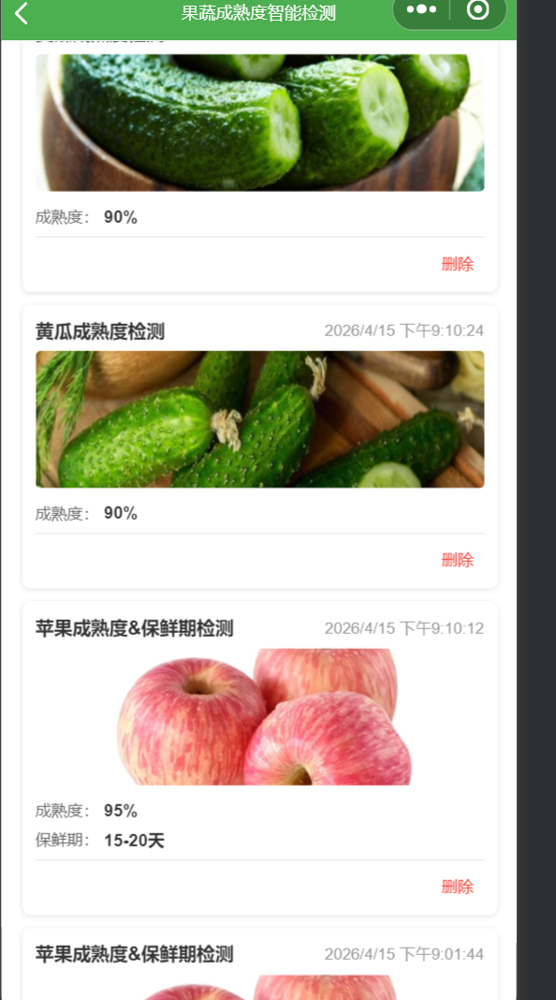 果蔬成熟度智能检测
成熟度： 90%
删除
黄瓜成熟度检测 2026/4/15 下午9:10:24
成熟度： 90%
删除
苹果成熟度&保鲜期检测 2026/4/15 下午9:10:12
成熟度： 95%
保鲜期： 15-20天
删除
苹果成熟度&保鲜期检测 2026/4/15 下午9:01:44